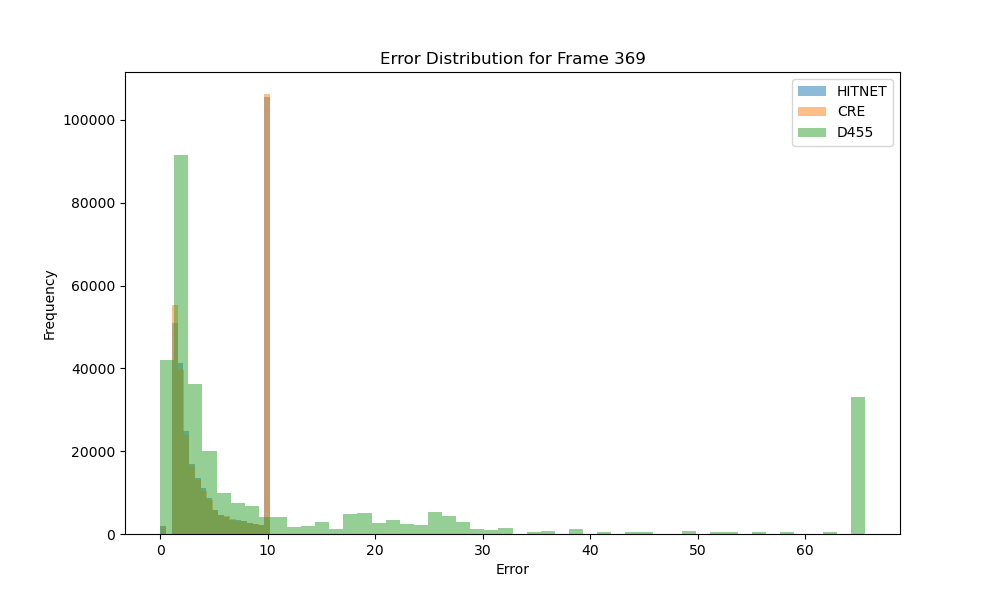 Error Distribution for Frame 369
HITNET
CRE
D455
Frequency
100000
80000
60000
40000
20000
0
0 10 20 30 40 50 60
Error